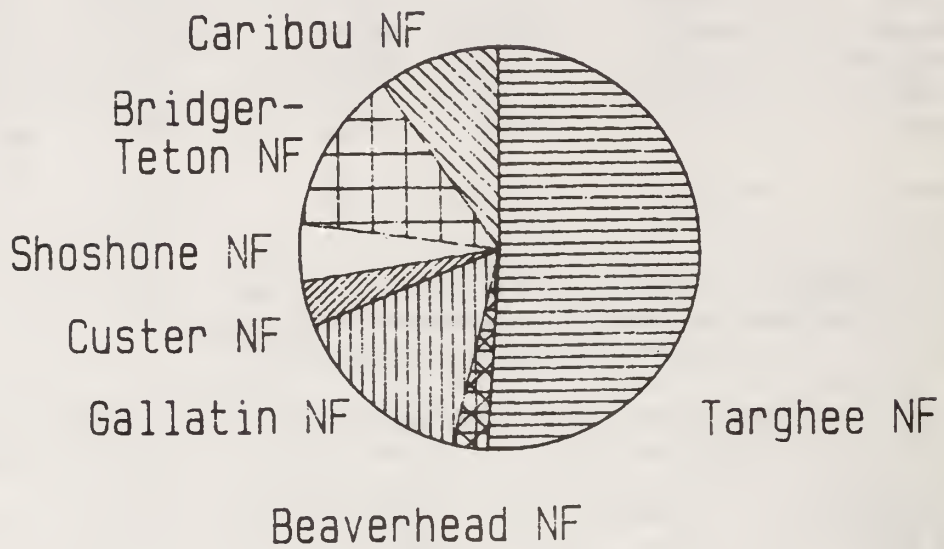 Caribou NF
Bridger-
Teton NF
Shoshone NF
Custer NF
Gallatin NF
Targhee NF
Beaverhead NF